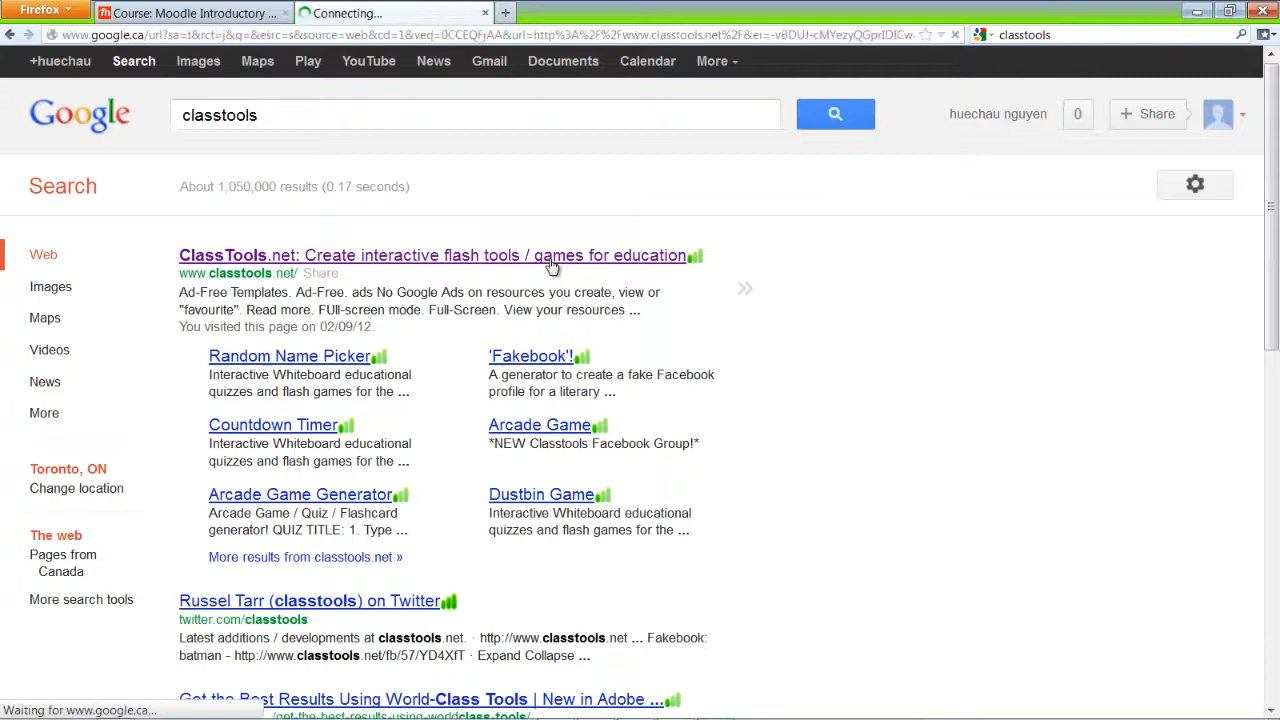 Firefox
Course: Moodle Introductory ...
Connecting...
www.google.ca/url?sa=t&rct=j&q=&esrc=s&source=web&cd=1&ved=0CCEQFjAA&url=http%3A%2F%2Fwww.classtools.net%2F&ei=-v8DUJ-cMYezyQGprIDICw
classtools
+huechau Search Images Maps Play YouTube News Gmail Documents Calendar More
Google
classtools
huechau nguyen 0 + Share
Search
About 1,050,000 results (0.17 seconds)
Web
Images
Maps
Videos
News
More
Toronto, ON
Change location
The web
Pages from
Canada
More search tools
ClassTools.net: Create interactive flash tools / games for education
www.classtools.net/ Share
Ad-Free Templates. Ad-Free. ads No Google Ads on resources you create, view or
"favourite". Read more. FUll-screen mode. Full-Screen. View your resources ...
You visited this page on 02/09/12.
Random Name Picker
Interactive Whiteboard educational
quizzes and flash games for the ...
'Fakebook'!
A generator to create a fake Facebook
profile for a literary ...
Countdown Timer
Interactive Whiteboard educational
quizzes and flash games for the ...
Arcade Game
*NEW Classtools Facebook Group!*
Arcade Game Generator
Arcade Game / Quiz / Flashcard
generator! QUIZ TITLE: 1. Type ...
Dustbin Game
Interactive Whiteboard educational
quizzes and flash games for the ...
More results from classtools.net »
Russel Tarr (classtools) on Twitter
twitter.com/classtools
Latest additions / developments at classtools.net. · http://www.classtools.net ... Fakebook:
batman - http://www.classtools.net/fb/57/YD4XfT · Expand Collapse ...
Get the Best Results Using World-Class Tools | New in Adobe ...
/get-the-best-results-using-worldclass-tools/
Waiting for www.google.ca...